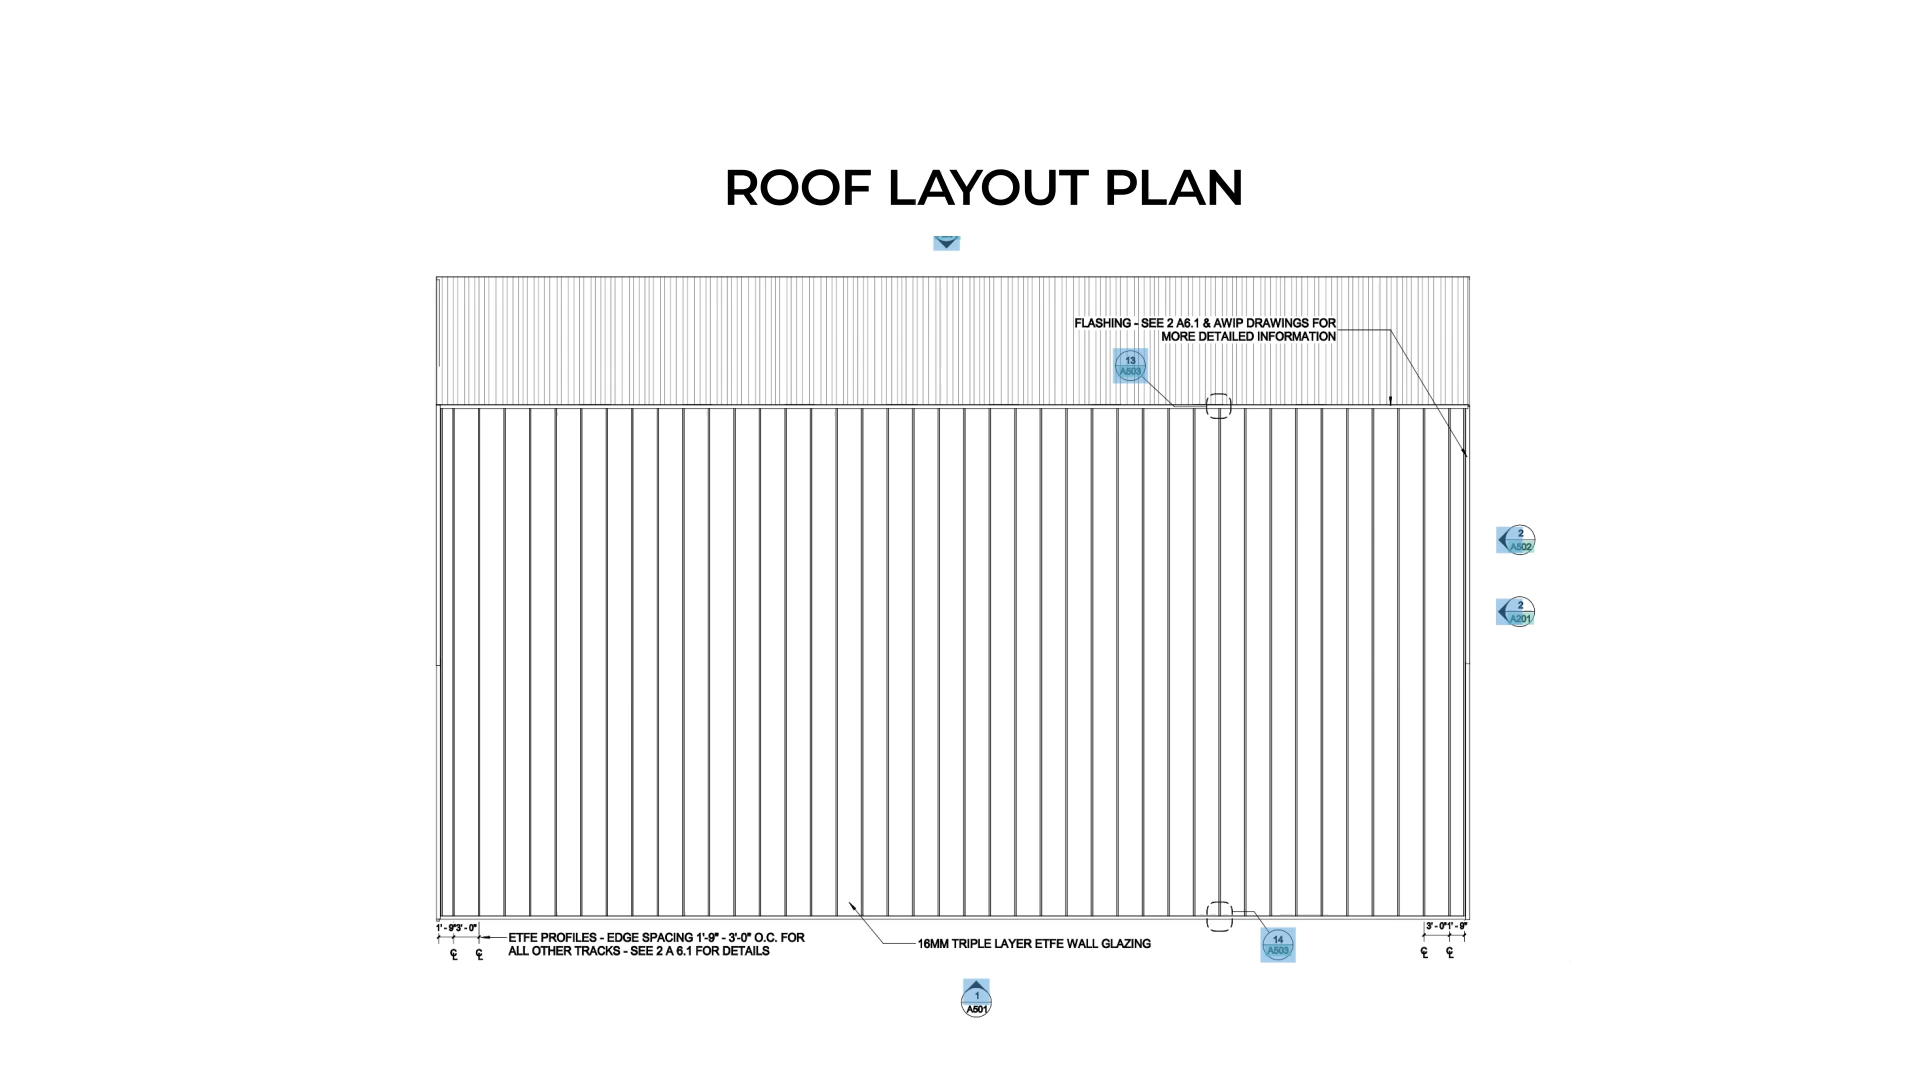 ROOF LAYOUT PLAN
FLASHING - SEE 2 A6.1 & AWIP DRAWINGS FOR
MORE DETAILED INFORMATION
13
A503
2
A502
2
A201
1' - 9"3' - 0"
ETFE PROFILES - EDGE SPACING 1'-9" - 3'-0" O.C. FOR
ALL OTHER TRACKS - SEE 2 A 6.1 FOR DETAILS
16MM TRIPLE LAYER ETFE WALL GLAZING
14
A503
3' - 0"1' - 9"
℄ ℄
℄ ℄
1
A501